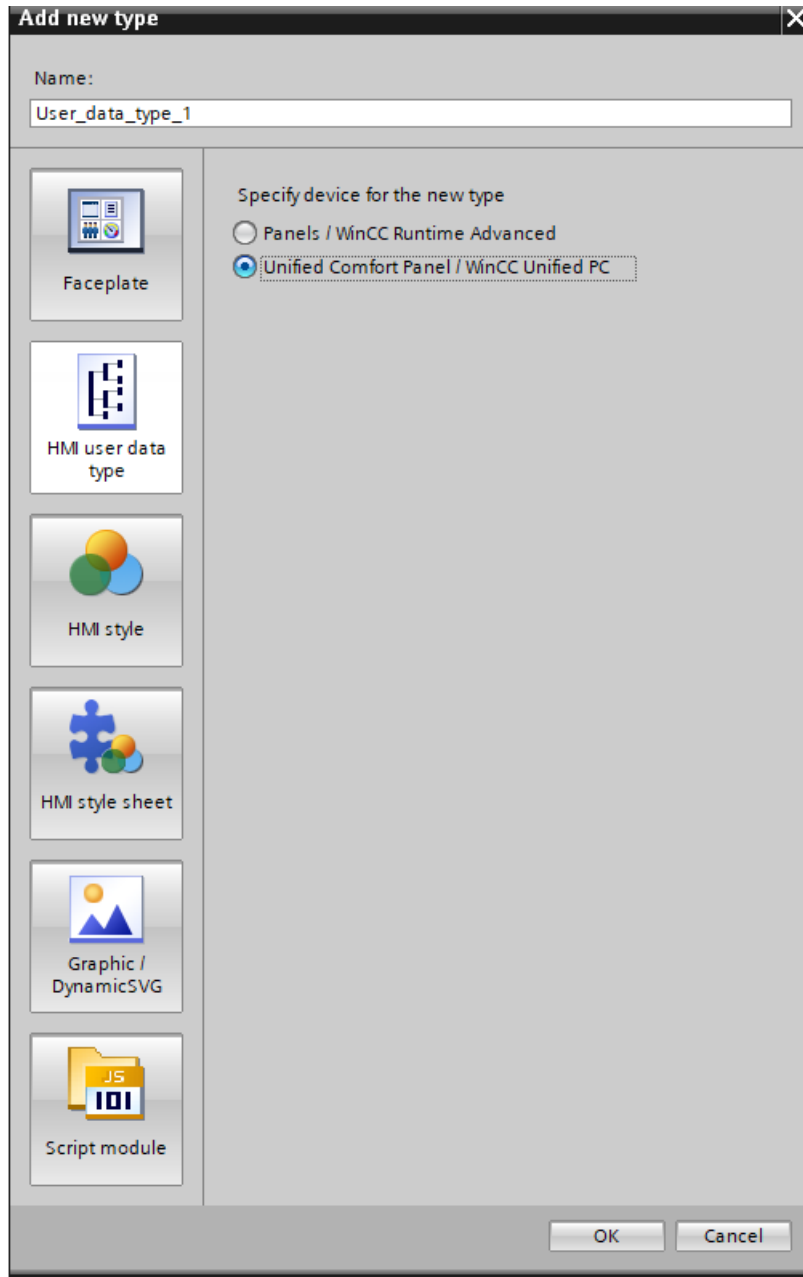 Add new type
Name:
User_data_type_1
Faceplate
HMI user data
type
HMI style
HMI style sheet
Graphic /
DynamicSVG
JS
101
Script module
Specify device for the new type
Panels / WinCC Runtime Advanced
Unified Comfort Panel / WinCC Unified PC
OK
Cancel